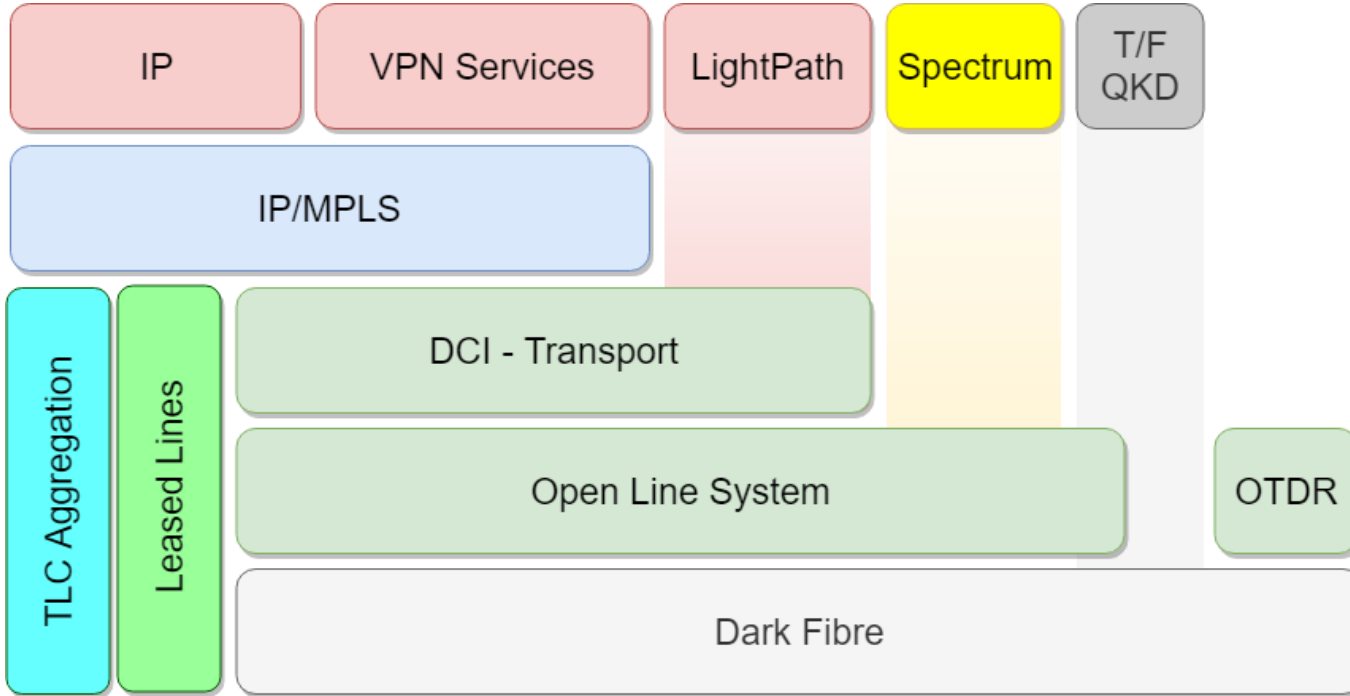 IP
VPN Services
LightPath
Spectrum
T/F
QKD
IP/MPLS
TLC Aggregation
Leased Lines
DCI - Transport
Open Line System
OTDR
Dark Fibre